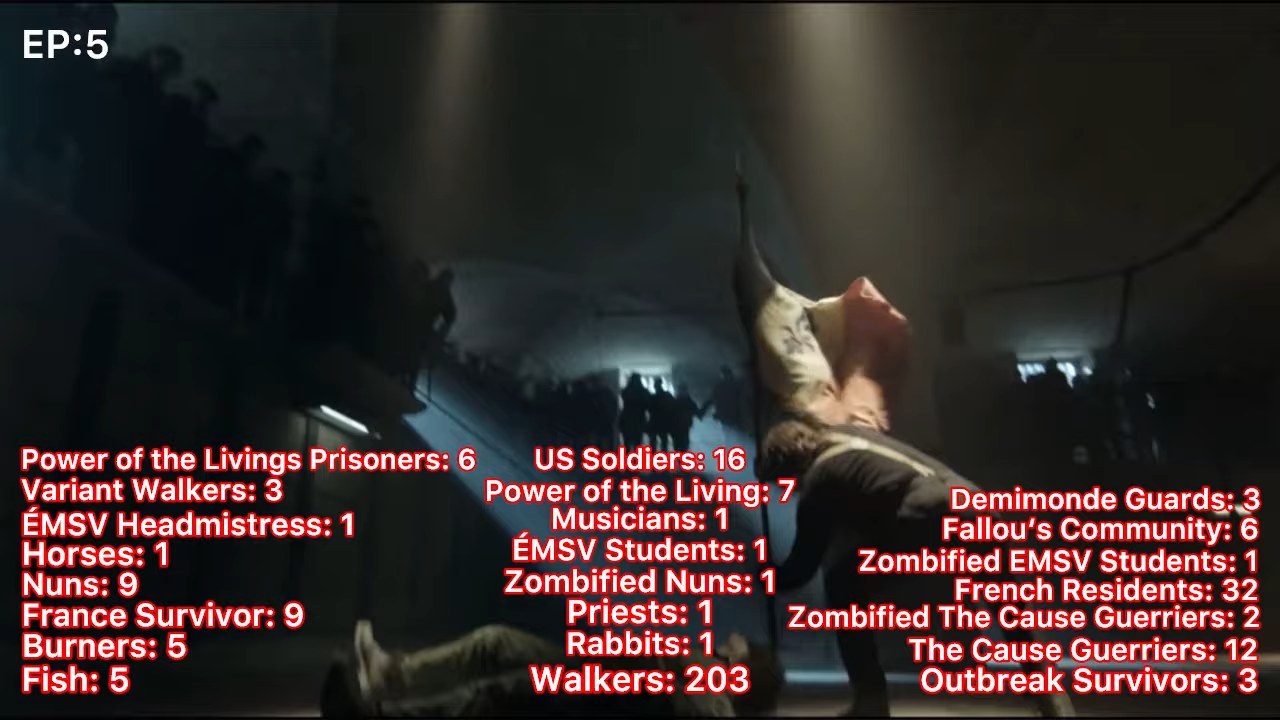 EP:5
Power of the Livings Prisoners: 6
Variant Walkers: 3
ÉMSV Headmistress: 1
Horses: 1
Nuns: 9
France Survivor: 9
Burners: 5
Fish: 5
US Soldiers: 16
Power of the Living: 7
Musicians: 1
ÉMSV Students: 1
Zombified Nuns: 1
Priests: 1
Rabbits: 1
Walkers: 203
Demimonde Guards: 3
Fallou’s Community: 6
Zombified EMSV Students: 1
French Residents: 32
Zombified The Cause Guerriers: 2
The Cause Guerriers: 12
Outbreak Survivors: 3